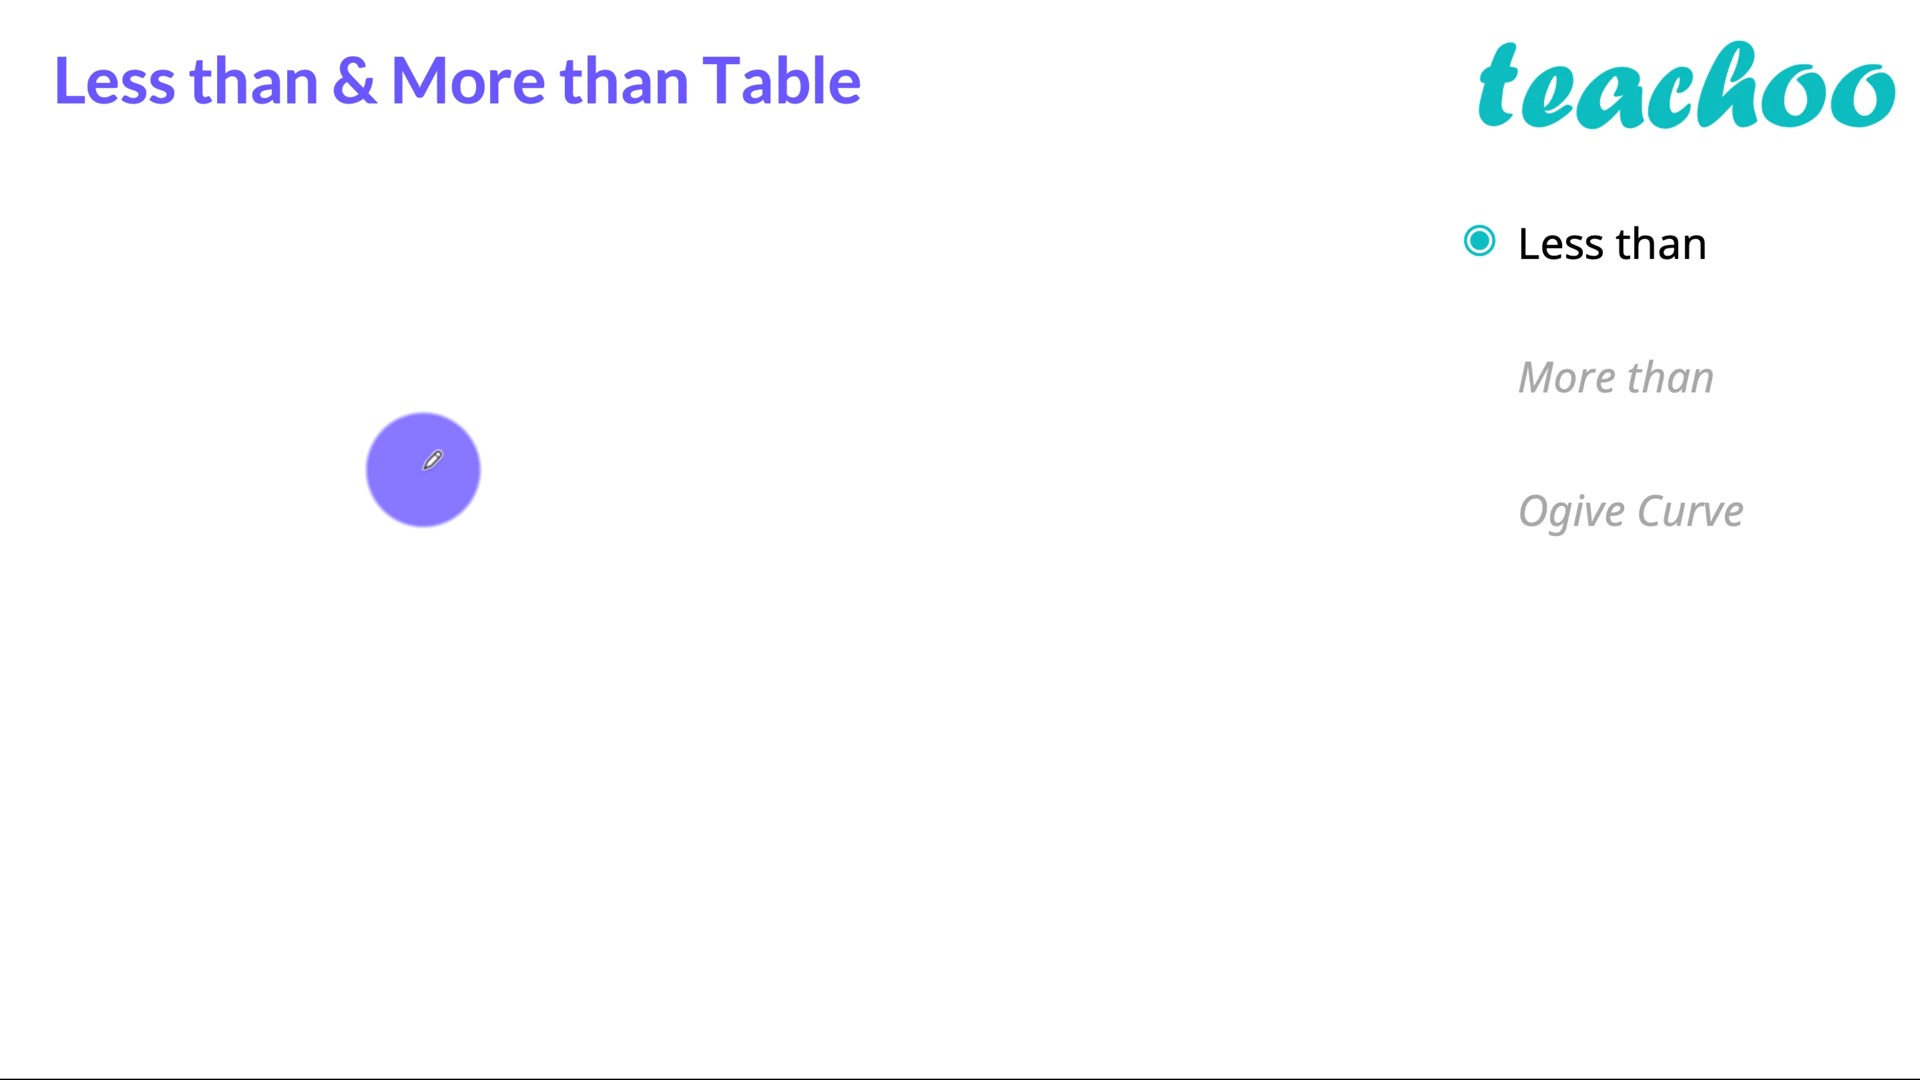 Less than & More than Table
teachoo
Less than
More than
Ogive Curve